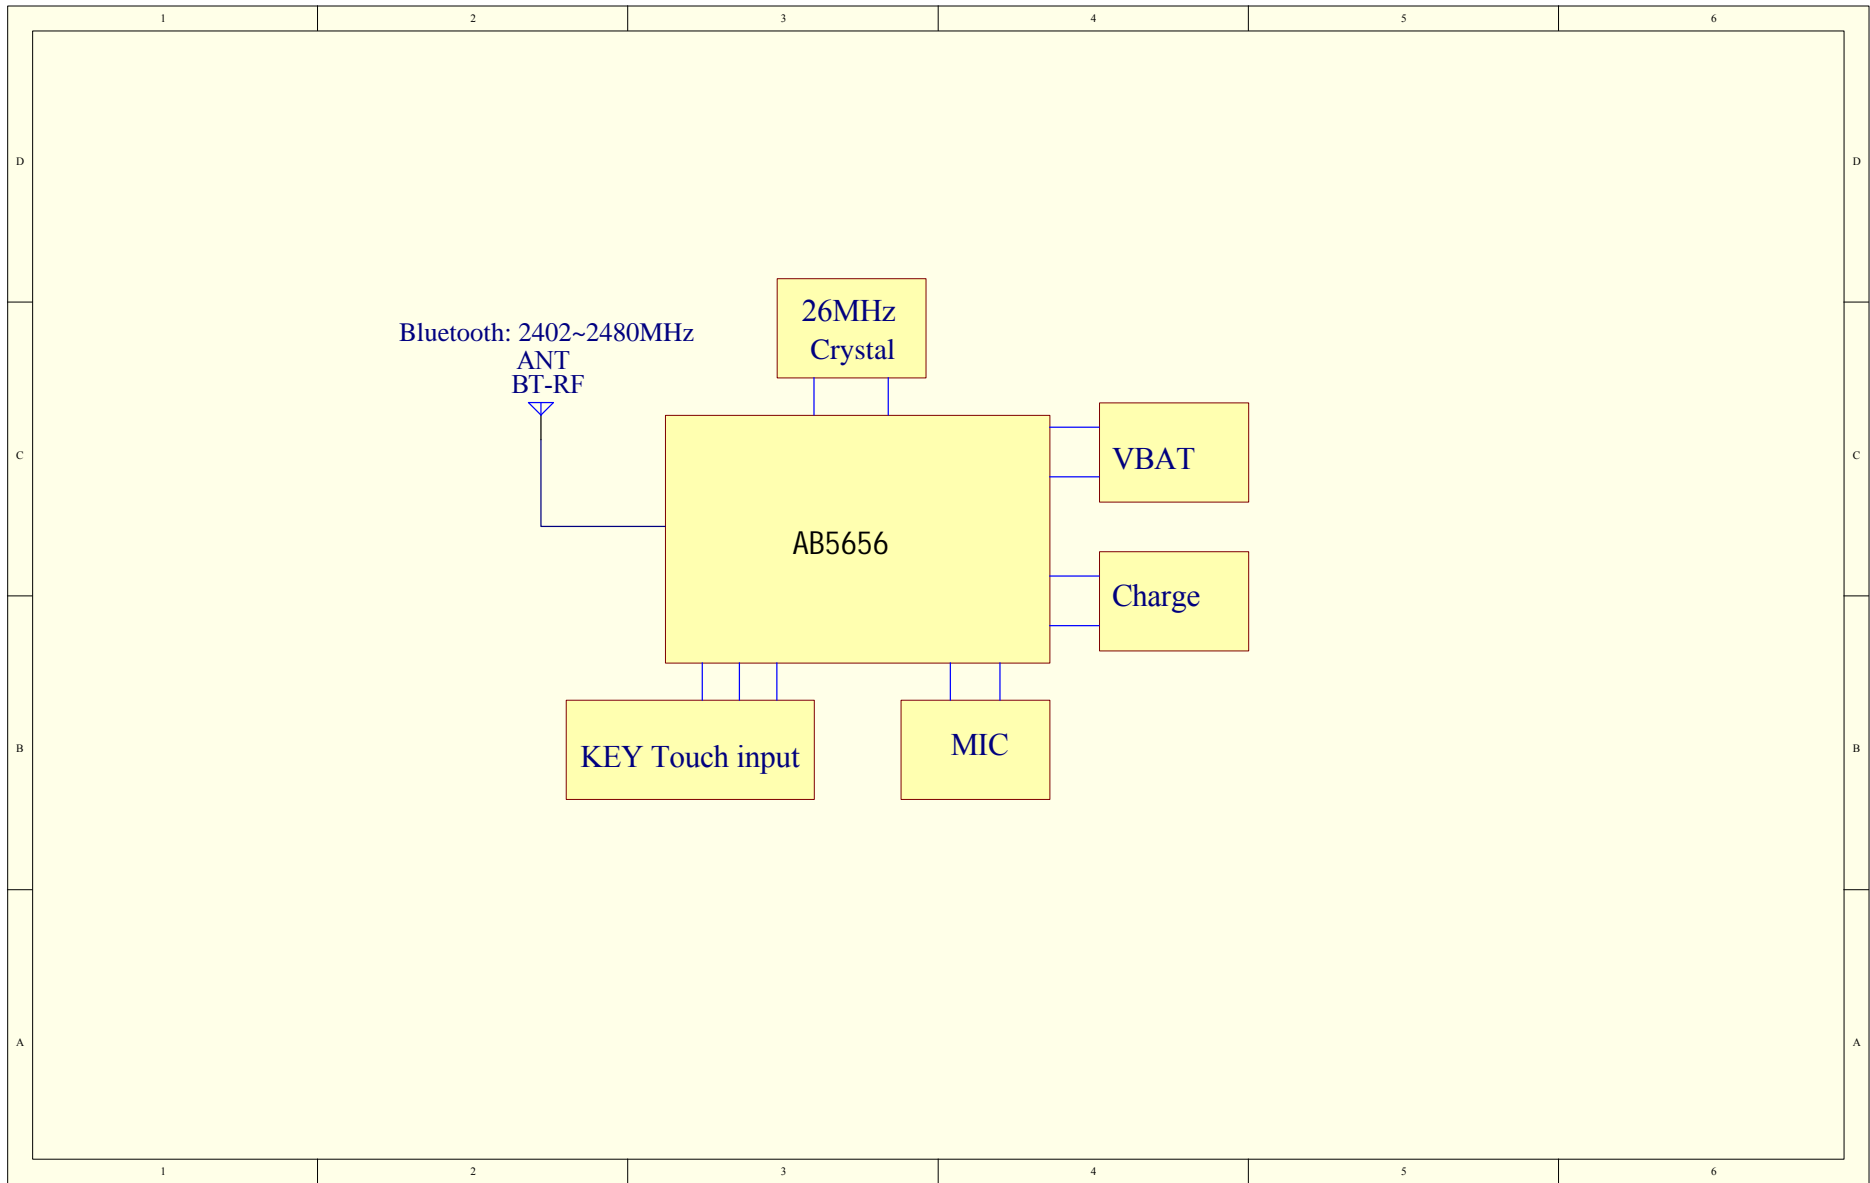 1 2 3 4 5 6
D D
26MHz
Crystal
Bluetooth: 2402~2480MHz
ANT
BT-RF
C C
VBAT
AB5656
Charge
B B
KEY Touch input
MIC
A A
1 2 3 4 5 6